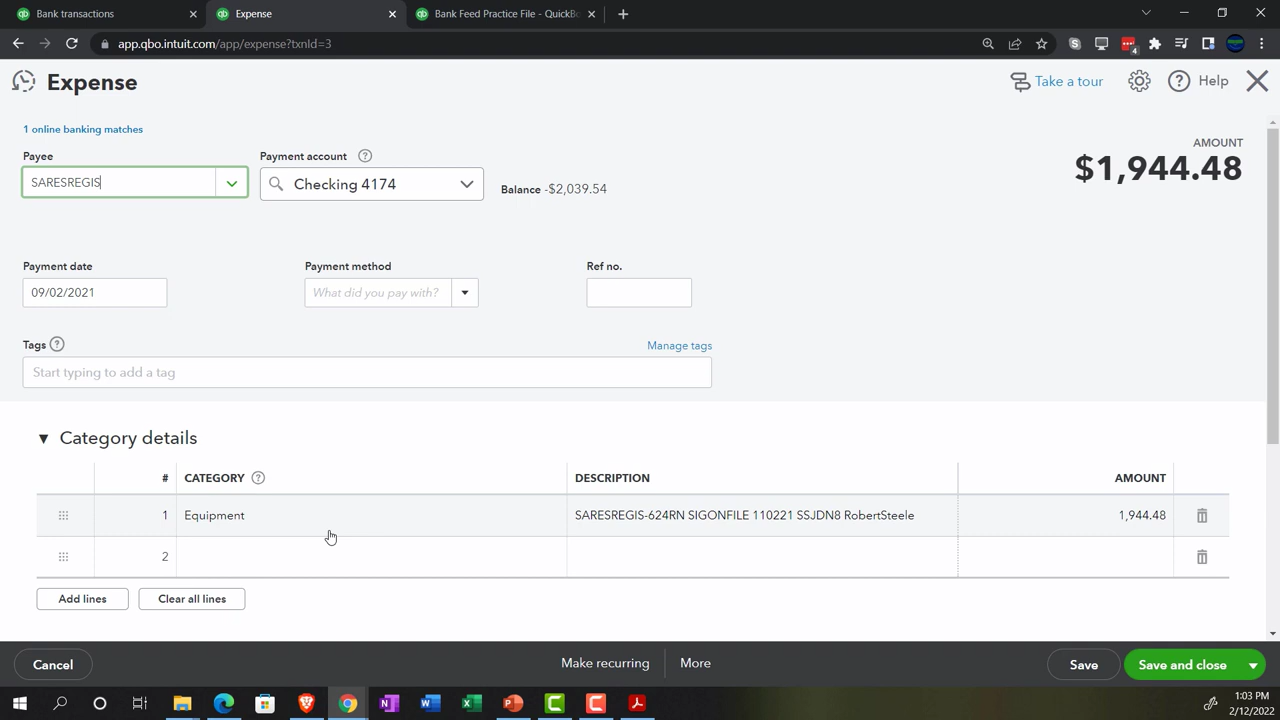 Bank transactions
Expense
Bank Feed Practice File - QuickBo
app.qbo.intuit.com/app/expense?txnId=3
4
Expense
Take a tour
Help
1 online banking matches
AMOUNT
$1,944.48
Payee
Payment account
SARESREGIS
Checking 4174
Balance -$2,039.54
Payment date
Payment method
Ref no.
09/02/2021
What did you pay with?
Tags
Manage tags
Start typing to add a tag
Category details
# CATEGORY DESCRIPTION AMOUNT
1 Equipment SARESREGIS-624RN SIGONFILE 110221 SSJDN8 RobertSteele 1,944.48
2
Add lines
Clear all lines
Cancel
Make recurring
More
Save
Save and close
1:03 PM
2/12/2022